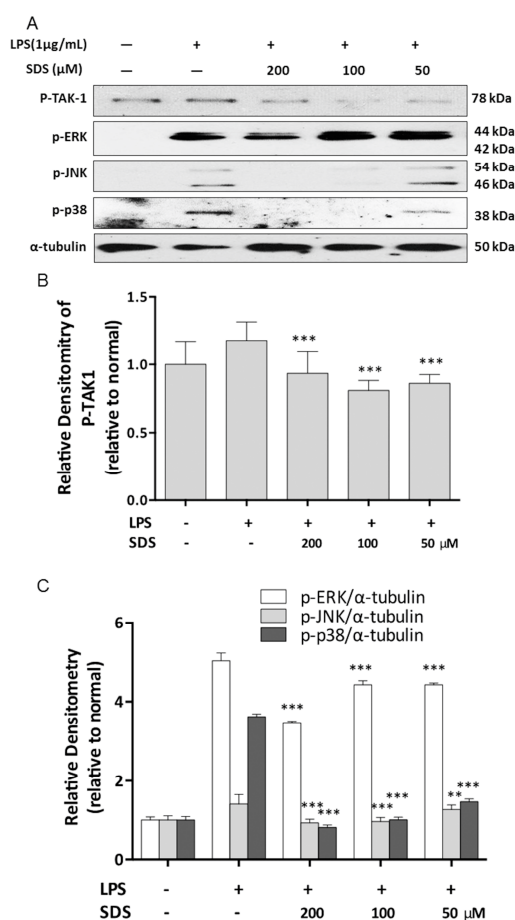 A
LPS(1μg/mL) — + + + +
SDS (μM) — — 200 100 50
P-TAK-1 78 kDa
p-ERK 44 kDa
42 kDa
p-JNK 54 kDa
46 kDa
p-p38 38 kDa
α-tubulin 50 kDa
B
Relative Densitomitry of
P-TAK1
(relative to normal)
1.5
1.0
0.5
0.0
*** *** ***
LPS - + + + +
SDS - - 200 100 50 μM
C
p-ERK/α-tubulin
p-JNK/α-tubulin
p-p38/α-tubulin
Relative Densitometry
(relative to normal)
6
4
2
0
*** *** ***
*** *** *** *** ** ***
LPS - + + + +
SDS - - 200 100 50 μM